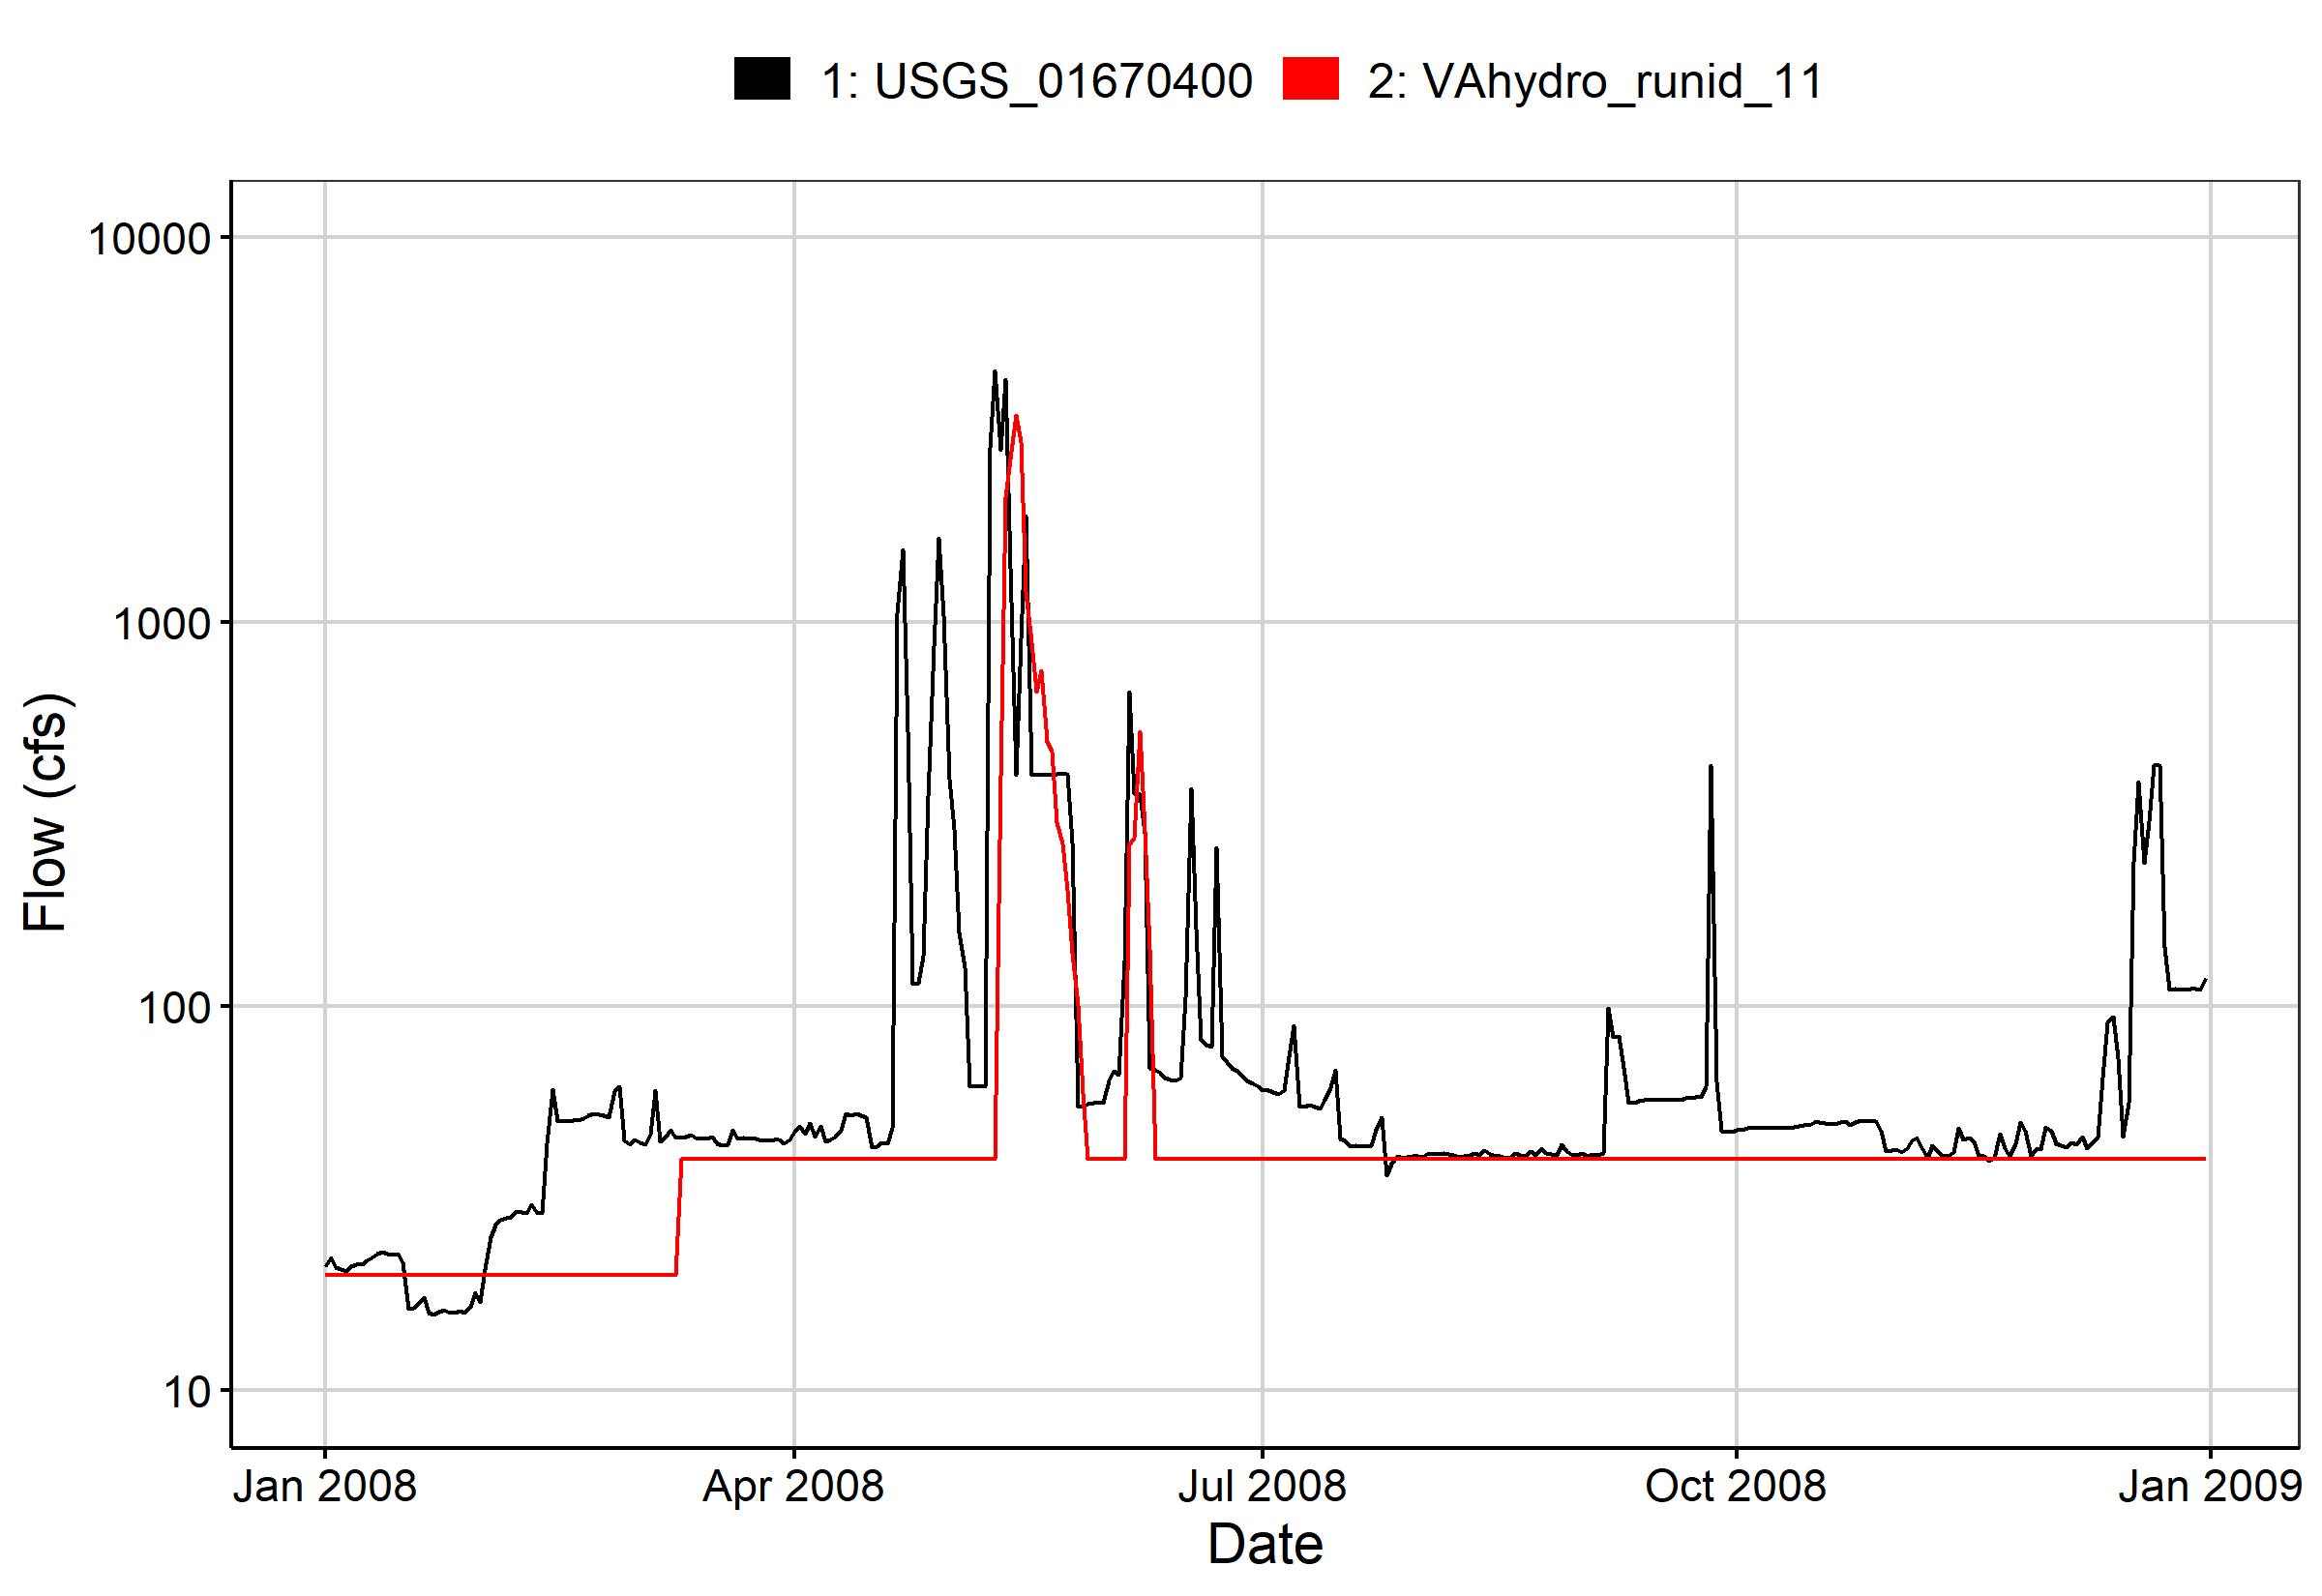 1: USGS_01670400 2: VAhydro_runid_11
10000
1000
100
10
Flow (cfs)
Jan 2008 Apr 2008 Jul 2008 Oct 2008 Jan 2009
Date